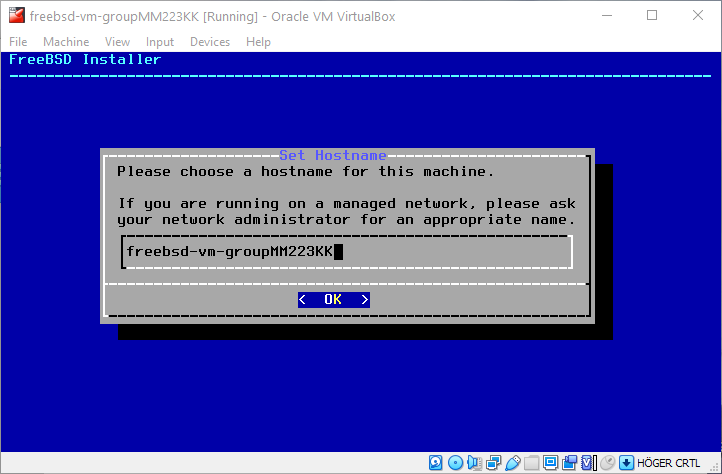 freebsd-vm-groupMM223KK [Running] - Oracle VM VirtualBox
File Machine View Input Devices Help
FreeBSD Installer
Set Hostname
Please choose a hostname for this machine.
If you are running on a managed network, please ask
your network administrator for an appropriate name.
freebsd-vm-groupMM223KK
< OK >
HÖGER CRTL